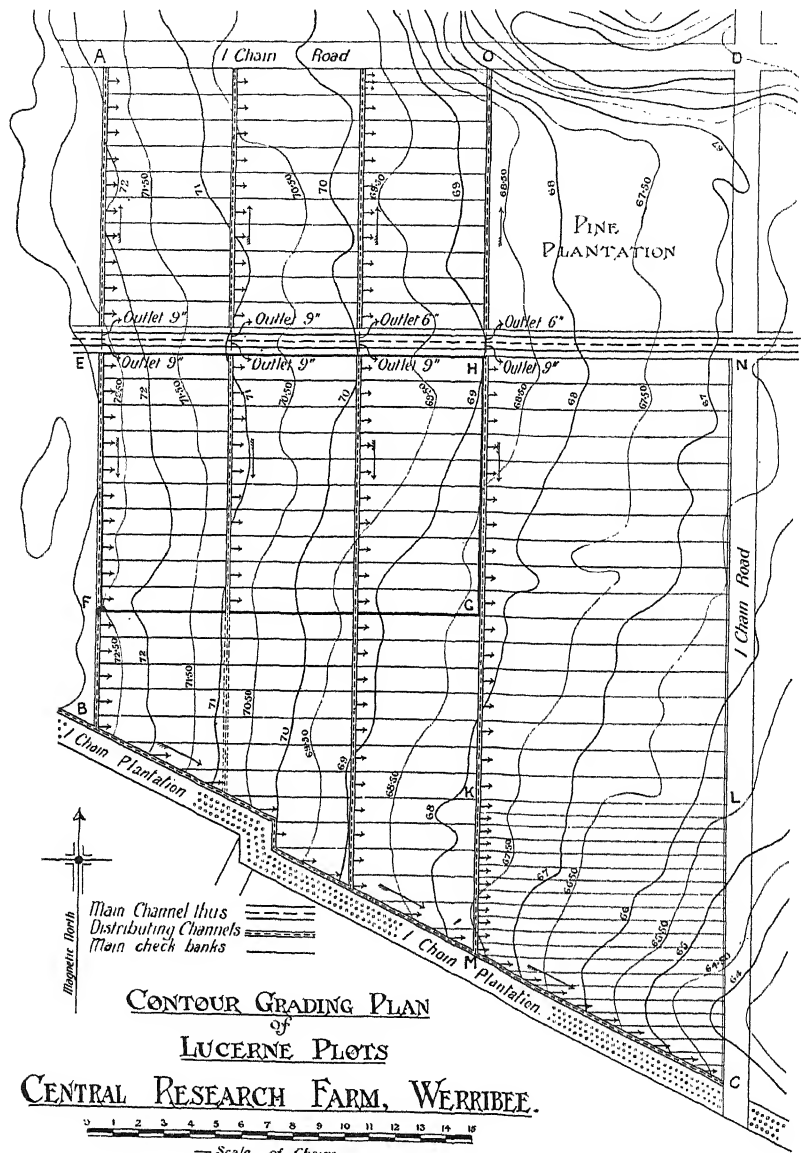 A
1 Chain Road
O
D
67
72
71·50
71
70·50
70
69·50
69
68·50
68
67·50
PINE
PLANTATION
Outlet 9"
Outlet 9"
Outlet 6"
Outlet 6"
E
Outlet 9"
Outlet 9"
Outlet 9"
H
Outlet 9"
N
72·50
72
71·50
71
70·50
70
69·50
69
68·50
68
67·50
67
1 Chain Road
F
G
72·50
72
71·50
71
70·50
70
69·50
69
68·50
68
67·50
67
66·50
66
65·50
65
64·50
64
B
K
L
1 Chain Plantation
M
1 Chain Plantation
C
Magnetic North
Main Channel thus
Distributing Channels
Main check banks
CONTOUR GRADING PLAN
of
LUCERNE PLOTS
CENTRAL RESEARCH FARM, WERRIBEE.
0 1 2 3 4 5 6 7 8 9 10 11 12 13 14 15
— Scale of Chains